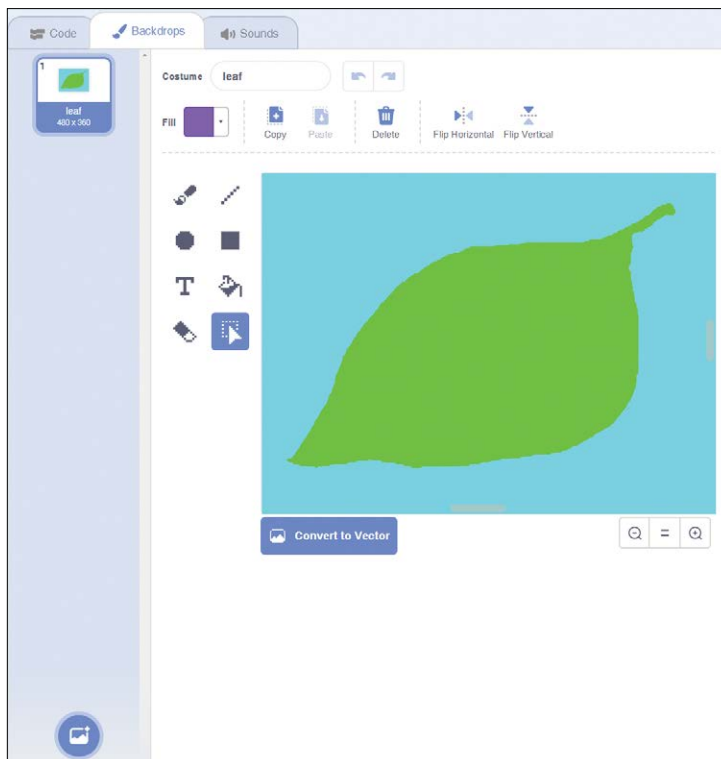 Code Backdrops Sounds
1
leaf
480 x 360
Costume leaf
Fill Copy Paste Delete Flip Horizontal Flip Vertical
T
Convert to Vector